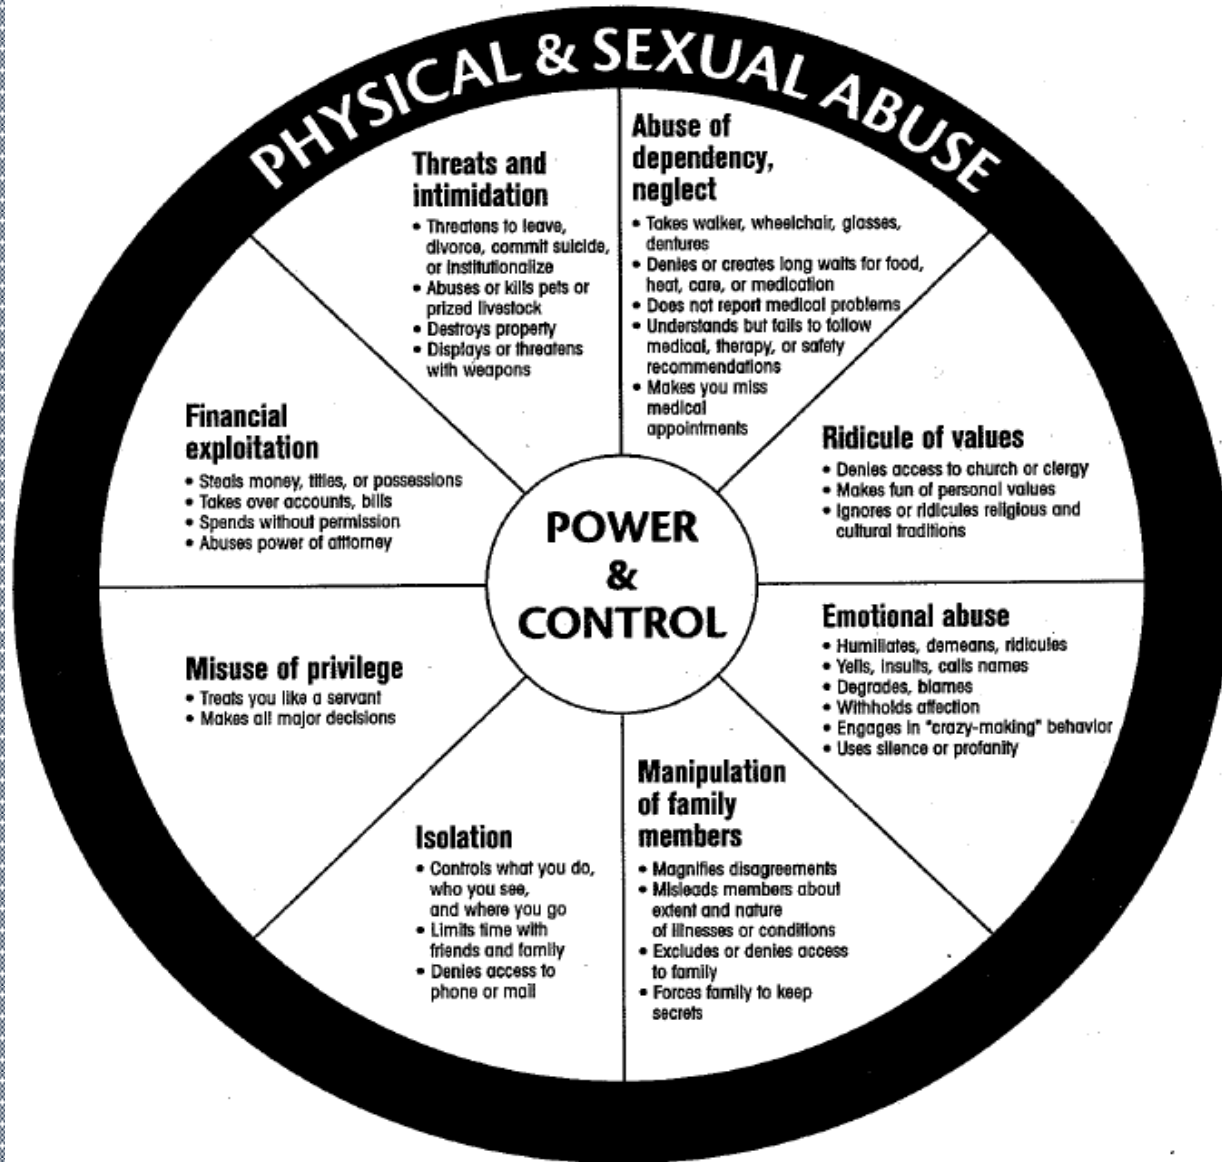 PHYSICAL & SEXUAL ABUSE
Threats and
intimidation
• Threatens to leave,
divorce, commit suicide,
or institutionalize
• Abuses or kills pets or
prized livestock
• Destroys property
• Displays or threatens
with weapons
Abuse of
dependency,
neglect
• Takes walker, wheelchair, glasses,
dentures
• Denies or creates long waits for food,
heat, care, or medication
• Does not report medical problems
• Understands but fails to follow
medical, therapy, or safety
recommendations
• Makes you miss
medical
appointments
Financial
exploitation
• Steals money, titles, or possessions
• Takes over accounts, bills
• Spends without permission
• Abuses power of attorney
Ridicule of values
• Denies access to church or clergy
• Makes fun of personal values
• Ignores or ridicules religious and
cultural traditions
POWER
&
CONTROL
Misuse of privilege
• Treats you like a servant
• Makes all major decisions
Emotional abuse
• Humiliates, demeans, ridicules
• Yells, insults, calls names
• Degrades, blames
• Withholds affection
• Engages in "crazy-making" behavior
• Uses silence or profanity
Isolation
• Controls what you do,
who you see,
and where you go
• Limits time with
friends and family
• Denies access to
phone or mail
Manipulation
of family
members
• Magnifies disagreements
• Misleads members about
extent and nature
of illnesses or conditions
• Excludes or denies access
to family
• Forces family to keep
secrets